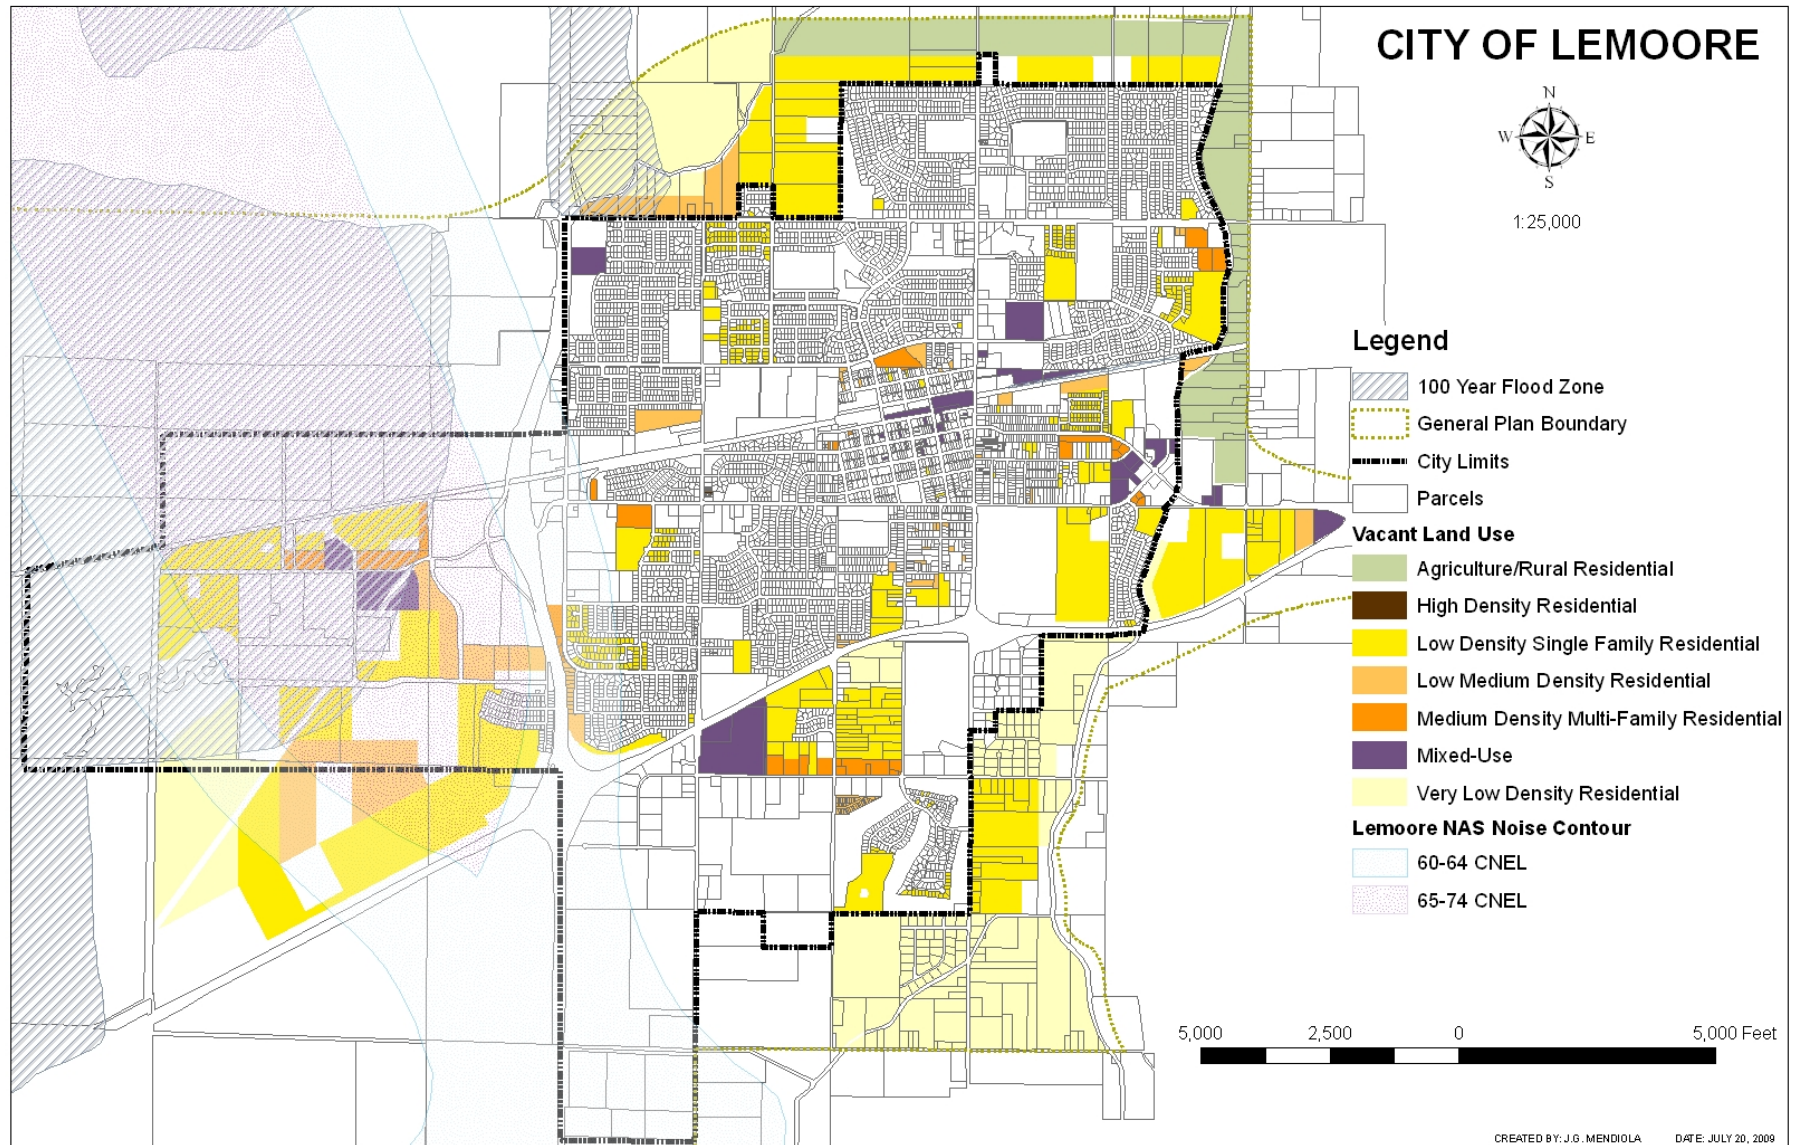 CITY OF LEMOORE
N
W E
S
1:25,000
Legend
100 Year Flood Zone
General Plan Boundary
City Limits
Parcels
Vacant Land Use
Agriculture/Rural Residential
High Density Residential
Low Density Single Family Residential
Low Medium Density Residential
Medium Density Multi-Family Residential
Mixed-Use
Very Low Density Residential
Lemoore NAS Noise Contour
60-64 CNEL
65-74 CNEL
5,000 2,500 0 5,000 Feet
CREATED BY: J.G. MENDIOLA DATE: JULY 20, 2009